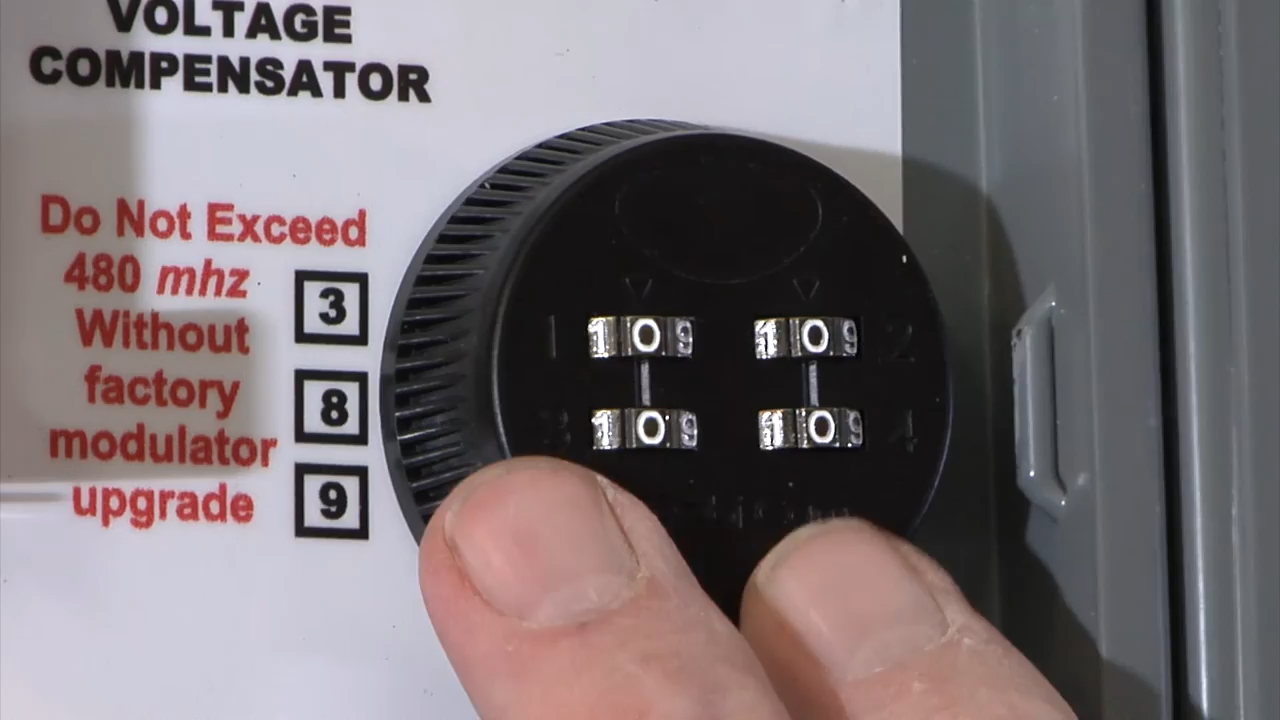 VOLTAGE
COMPENSATOR
Do Not Exceed
480 mhz
Without
factory
modulator
upgrade
3
8
9
1 1 0 9 1 0 9 2
3 1 0 9 1 0 9 4